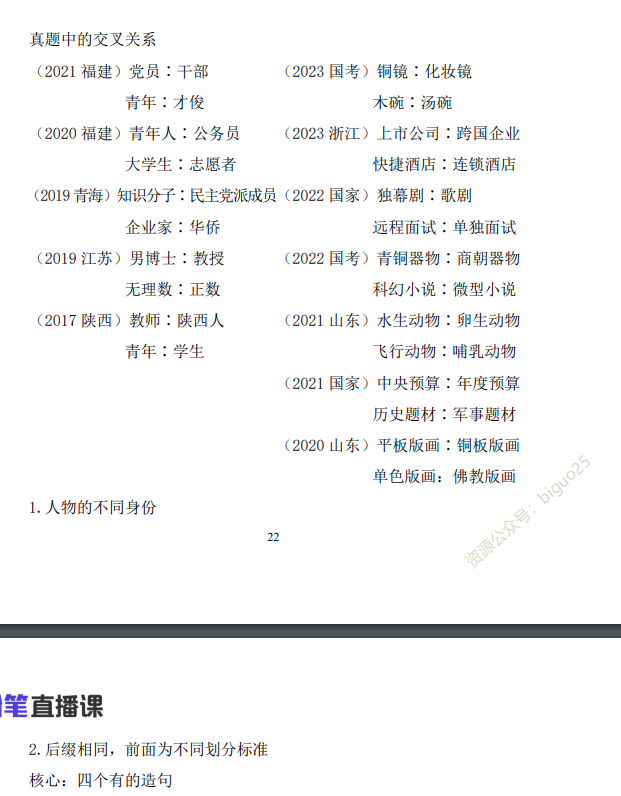 真题中的交叉关系
（2021 福建）党员：干部 （2023 国考）铜镜：化妆镜
青年：才俊 木碗：汤碗
（2020 福建）青年人：公务员 （2023 浙江）上市公司：跨国企业
大学生：志愿者 快捷酒店：连锁酒店
（2019 青海）知识分子：民主党派成员（2022 国家）独幕剧：歌剧
企业家：华侨 远程面试：单独面试
（2019 江苏）男博士：教授 （2022 国考）青铜器物：商朝器物
无理数：正数 科幻小说：微型小说
（2017 陕西）教师：陕西人 （2021 山东）水生动物：卵生动物
青年：学生 飞行动物：哺乳动物
（2021 国家）中央预算：年度预算
历史题材：军事题材
（2020 山东）平板版画：铜板版画
单色版画：佛教版画
资源公众号：biguo25
1.人物的不同身份
22
笔直播课
2.后缀相同，前面为不同划分标准
核心：四个有的造句